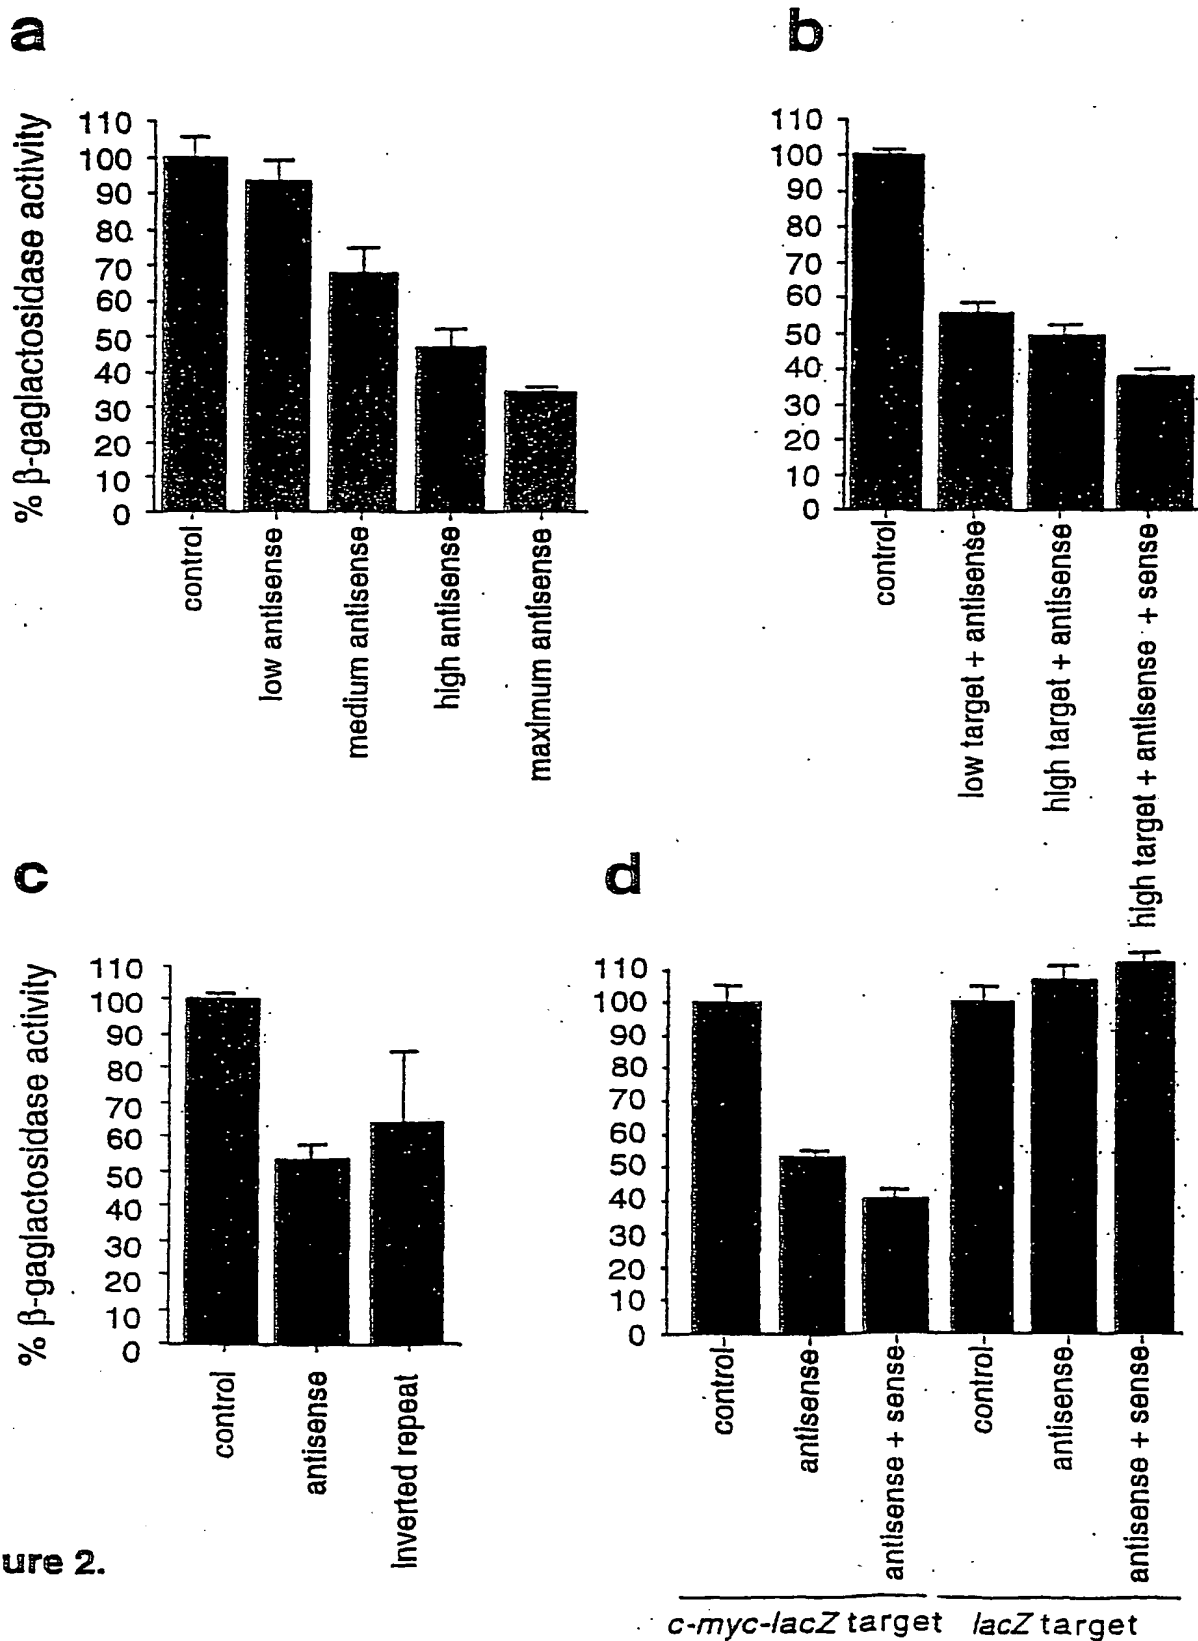 a
% β-gaglactosidase activity
110
100
90
80
70
60
50
40
30
20
10
0
control
low antisense
medium antisense
high antisense
maximum antisense
b
110
100
90
80
70
60
50
40
30
20
10
0
control
low target + antisense
high target + antisense
high target + antisense + sense
c
% β-gaglactosidase activity
110
100
90
80
70
60
50
40
30
20
10
0
control
antisense
Inverted repeat
d
110
100
90
80
70
60
50
40
30
20
10
0
control
antisense
antisense + sense
control
antisense
antisense + sense
c-myc-lacZ target
lacZ target
ure 2.